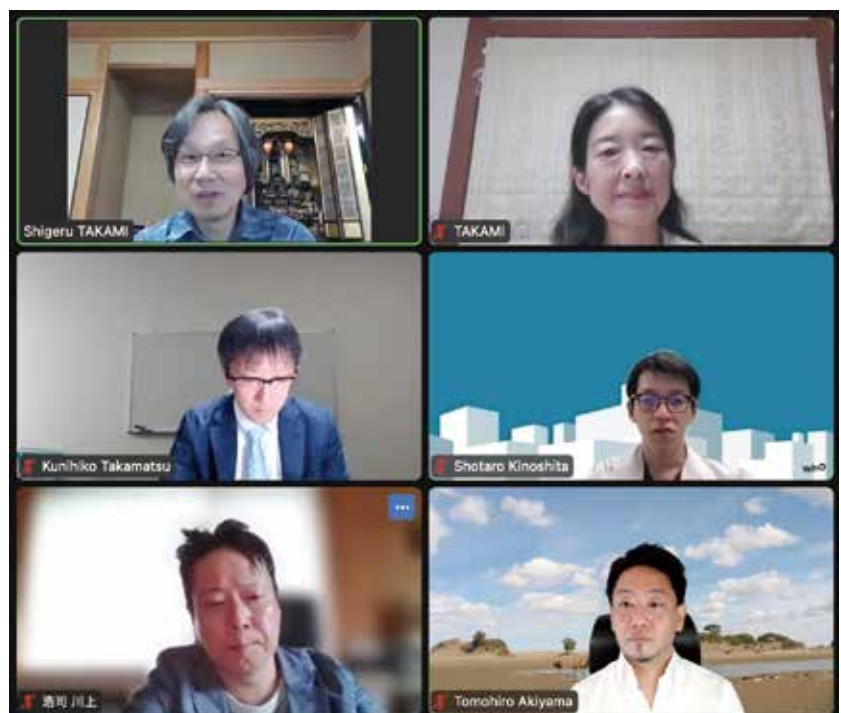 Shigeru TAKAMI
TAKAMI
Kunihiko Takamatsu
Shotaro Kinoshita
浩司 川上
Tomohiro Akiyama